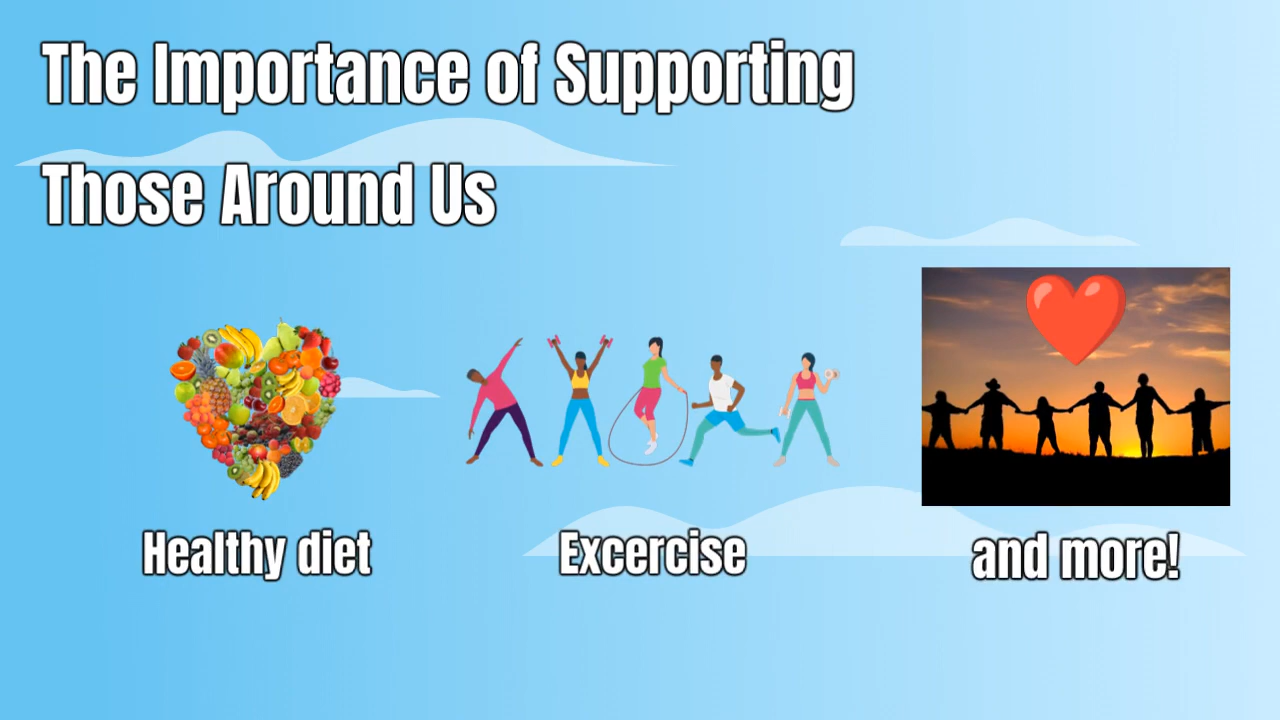 The Importance of Supporting
Those Around Us
Healthy diet
Excercise
and more!